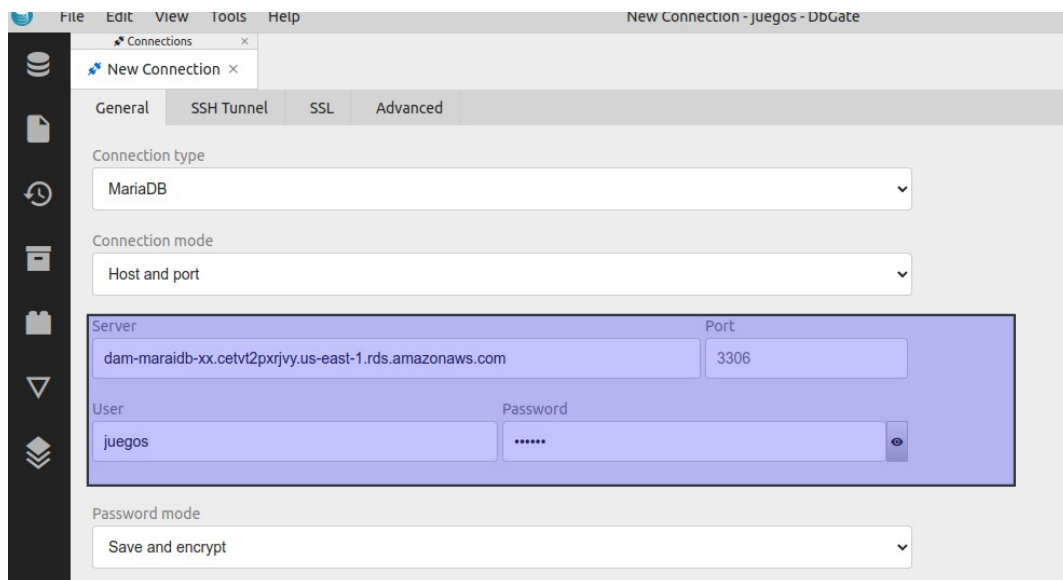 File Edit View Tools Help New Connection - juegos - DbGate
Connections ×
New Connection ×
General SSH Tunnel SSL Advanced
Connection type
MariaDB
Connection mode
Host and port
Server Port
dam-maraidb-xx.cetvt2pxrjvy.us-east-1.rds.amazonaws.com 3306
User Password
juegos ••••••
Password mode
Save and encrypt